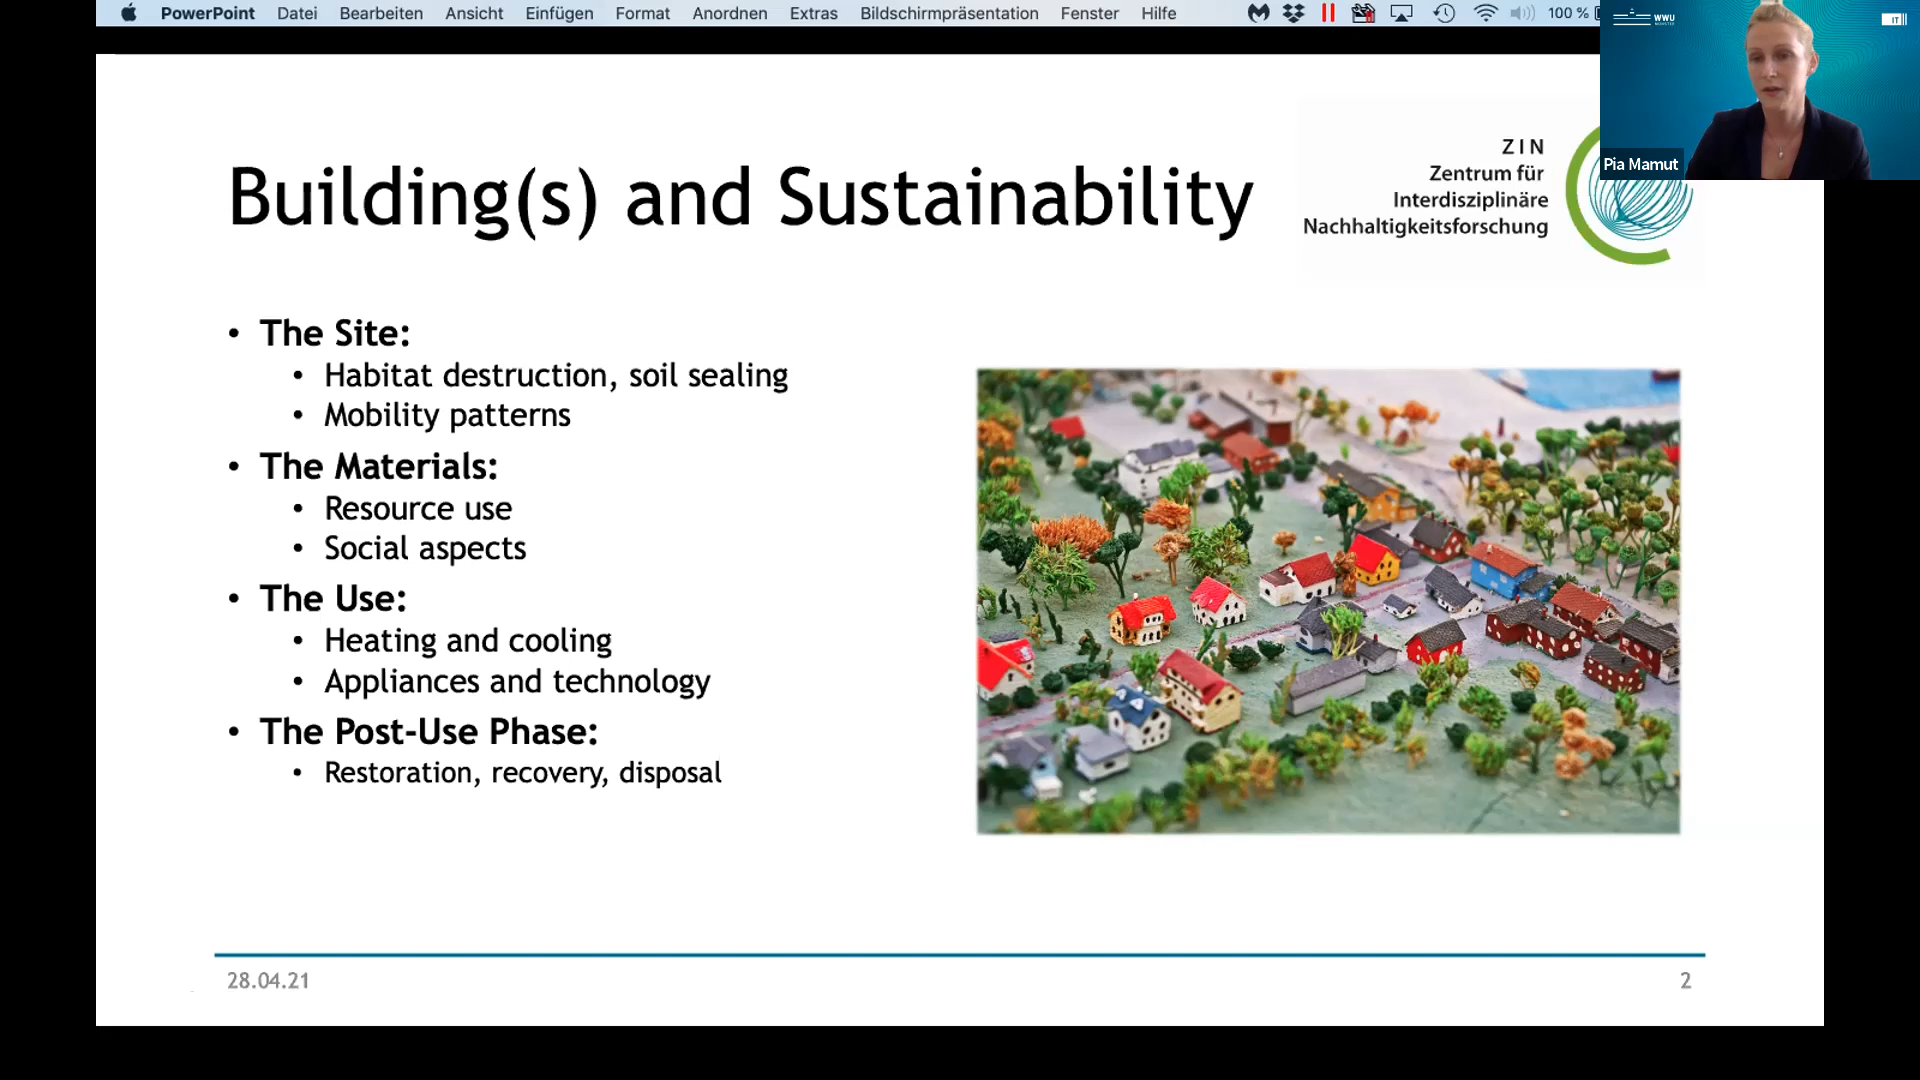 PowerPoint Datei Bearbeiten Ansicht Einfügen Format Anordnen Extras Bildschirmpräsentation Fenster Hilfe 100 %
WWU
IT
Pia Mamut
Building(s) and Sustainability
ZIN
Zentrum für
Interdisziplinäre
Nachhaltigkeitsforschung
• The Site:
• Habitat destruction, soil sealing
• Mobility patterns
• The Materials:
• Resource use
• Social aspects
• The Use:
• Heating and cooling
• Appliances and technology
• The Post-Use Phase:
• Restoration, recovery, disposal
28.04.21
2